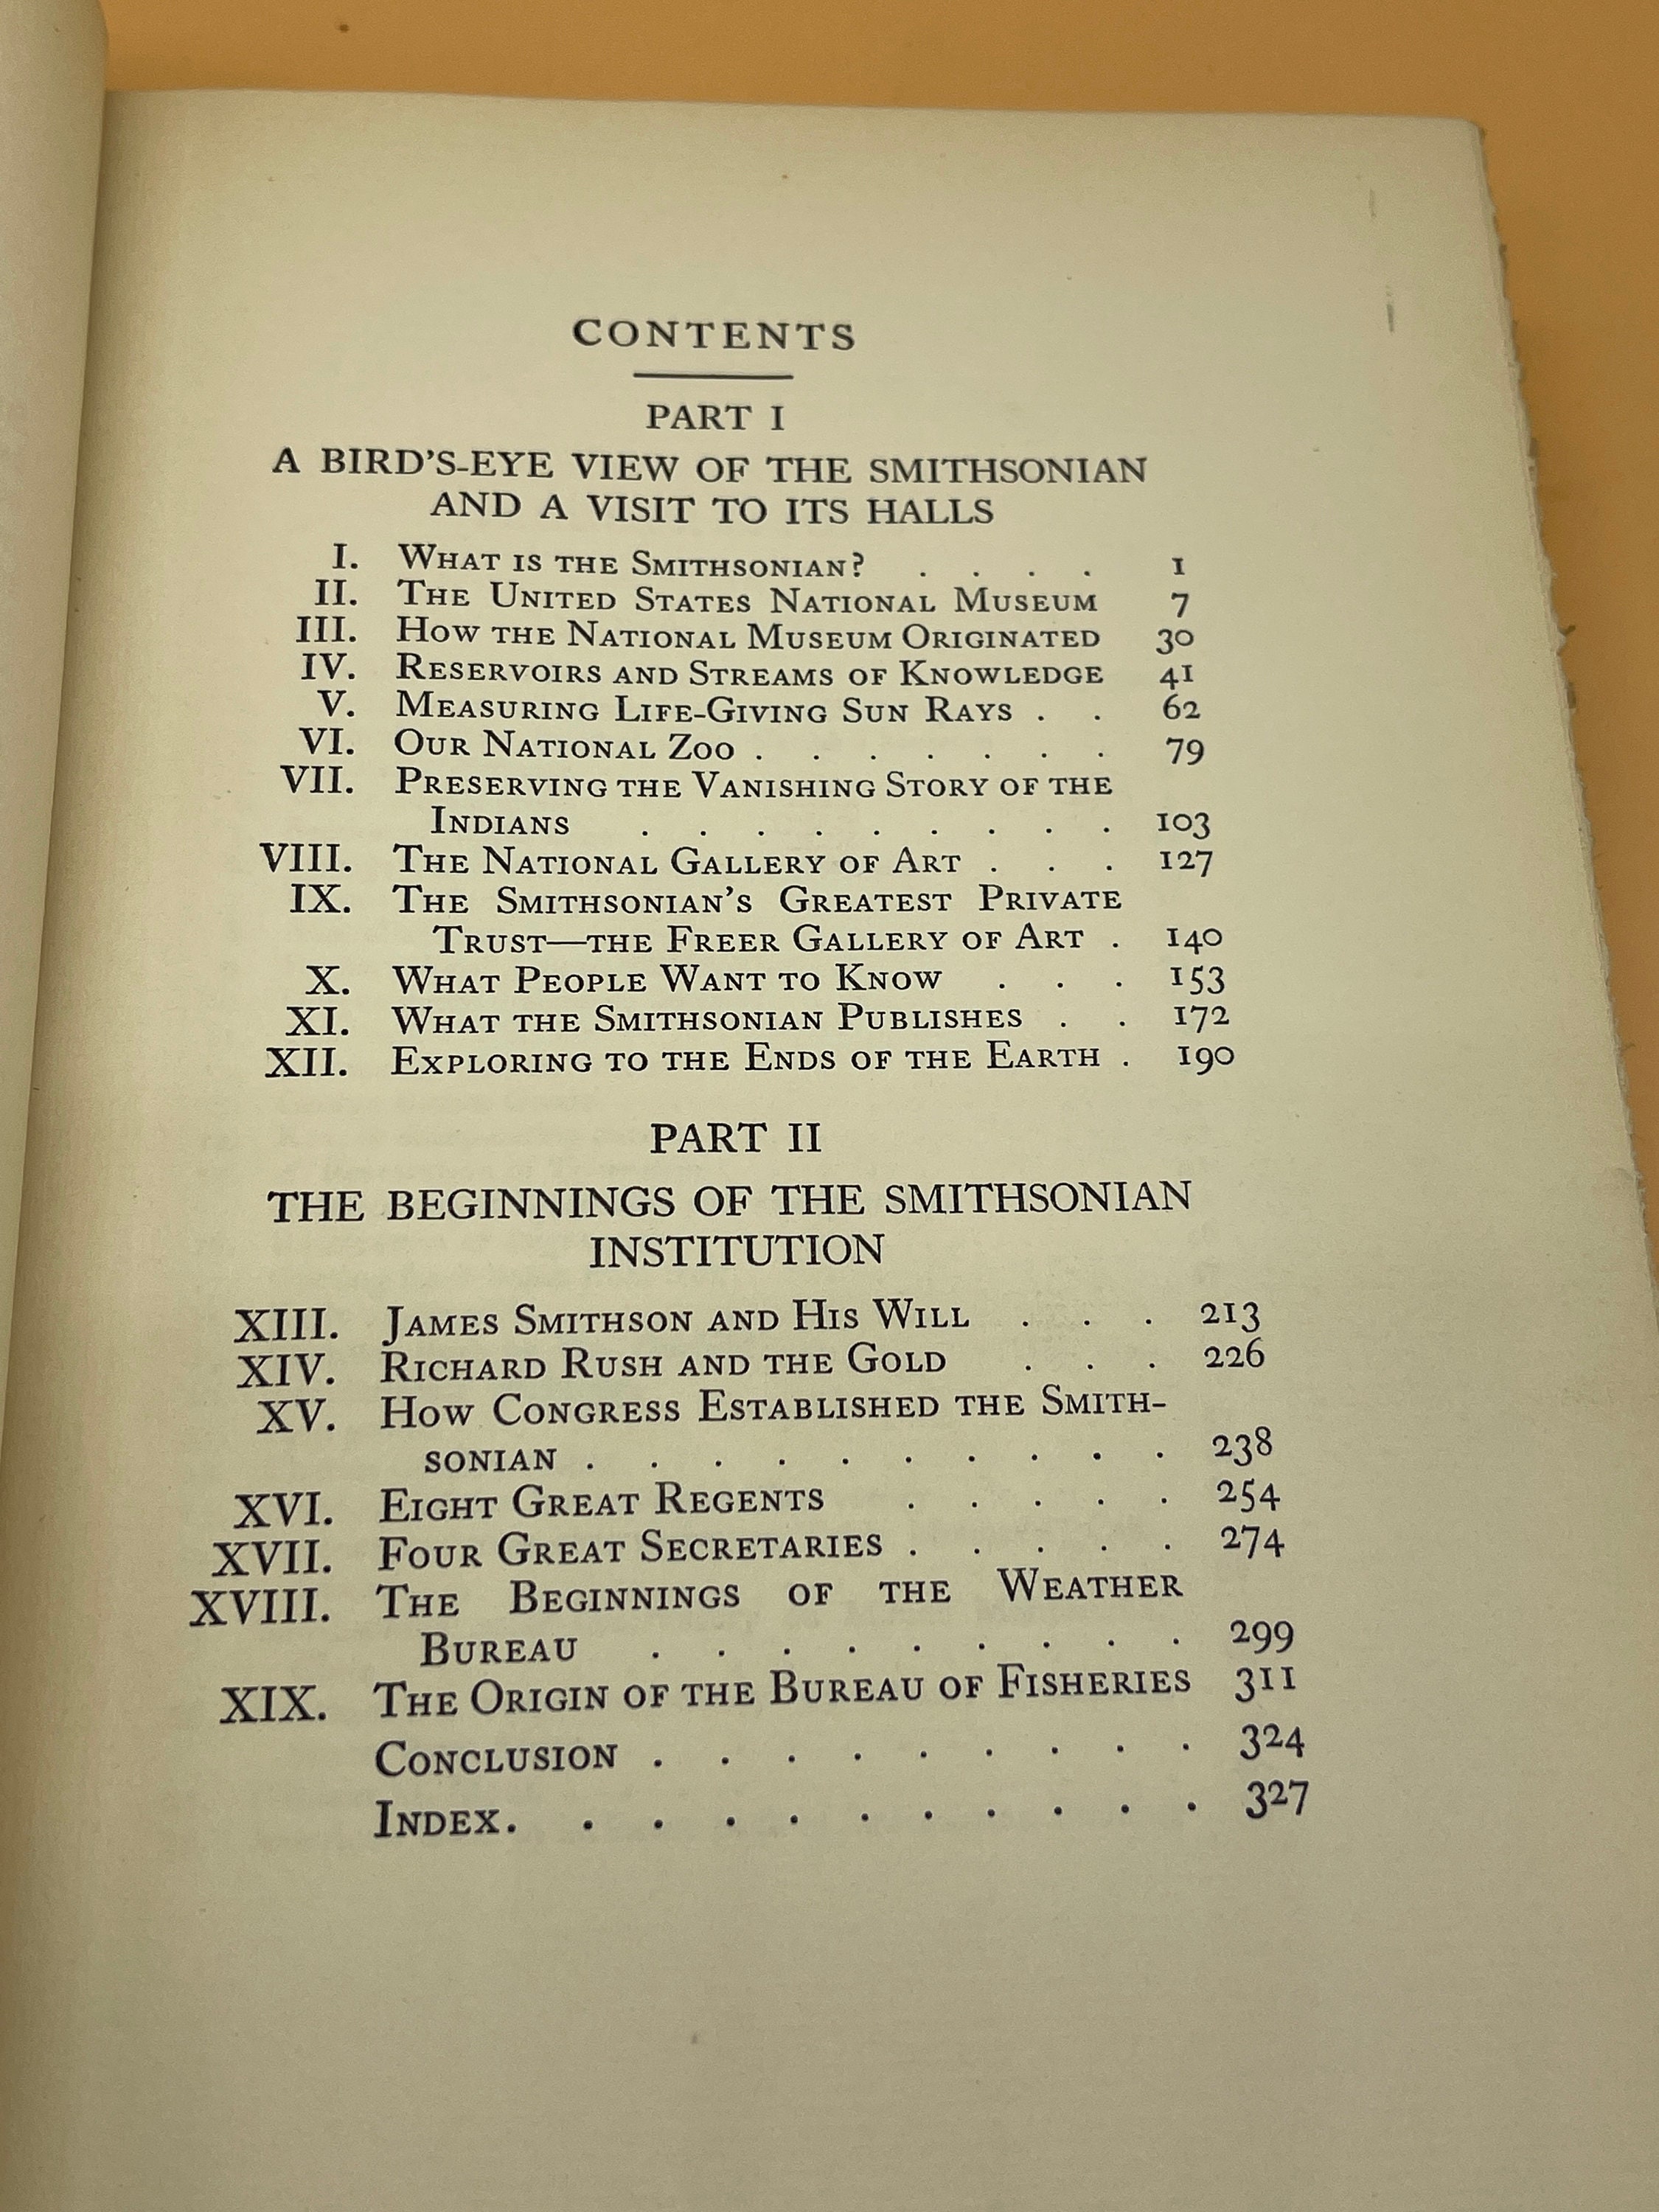 CONTENTS
PART I
A BIRD'S-EYE VIEW OF THE SMITHSONIAN
AND A VISIT TO ITS HALLS
I. What is the Smithsonian? . . . . 1
II. The United States National Museum 7
III. How the National Museum Originated 30
IV. Reservoirs and Streams of Knowledge 41
V. Measuring Life-Giving Sun Rays . . 62
VI. Our National Zoo . . . . . . . 79
VII. Preserving the Vanishing Story of the
Indians . . . . . . . . . 103
VIII. The National Gallery of Art . . . 127
IX. The Smithsonian's Greatest Private
Trust—the Freer Gallery of Art . 140
X. What People Want to Know . . . 153
XI. What the Smithsonian Publishes . . 172
XII. Exploring to the Ends of the Earth . 190
PART II
THE BEGINNINGS OF THE SMITHSONIAN
INSTITUTION
XIII. James Smithson and His Will . . . 213
XIV. Richard Rush and the Gold . . . 226
XV. How Congress Established the Smith-
sonian . . . . . . . . . . 238
XVI. Eight Great Regents . . . . . 254
XVII. Four Great Secretaries . . . . . 274
XVIII. The Beginnings of the Weather
Bureau . . . . . . . . . 299
XIX. The Origin of the Bureau of Fisheries 311
Conclusion . . . . . . . . . 324
Index . . . . . . . . . . . 327